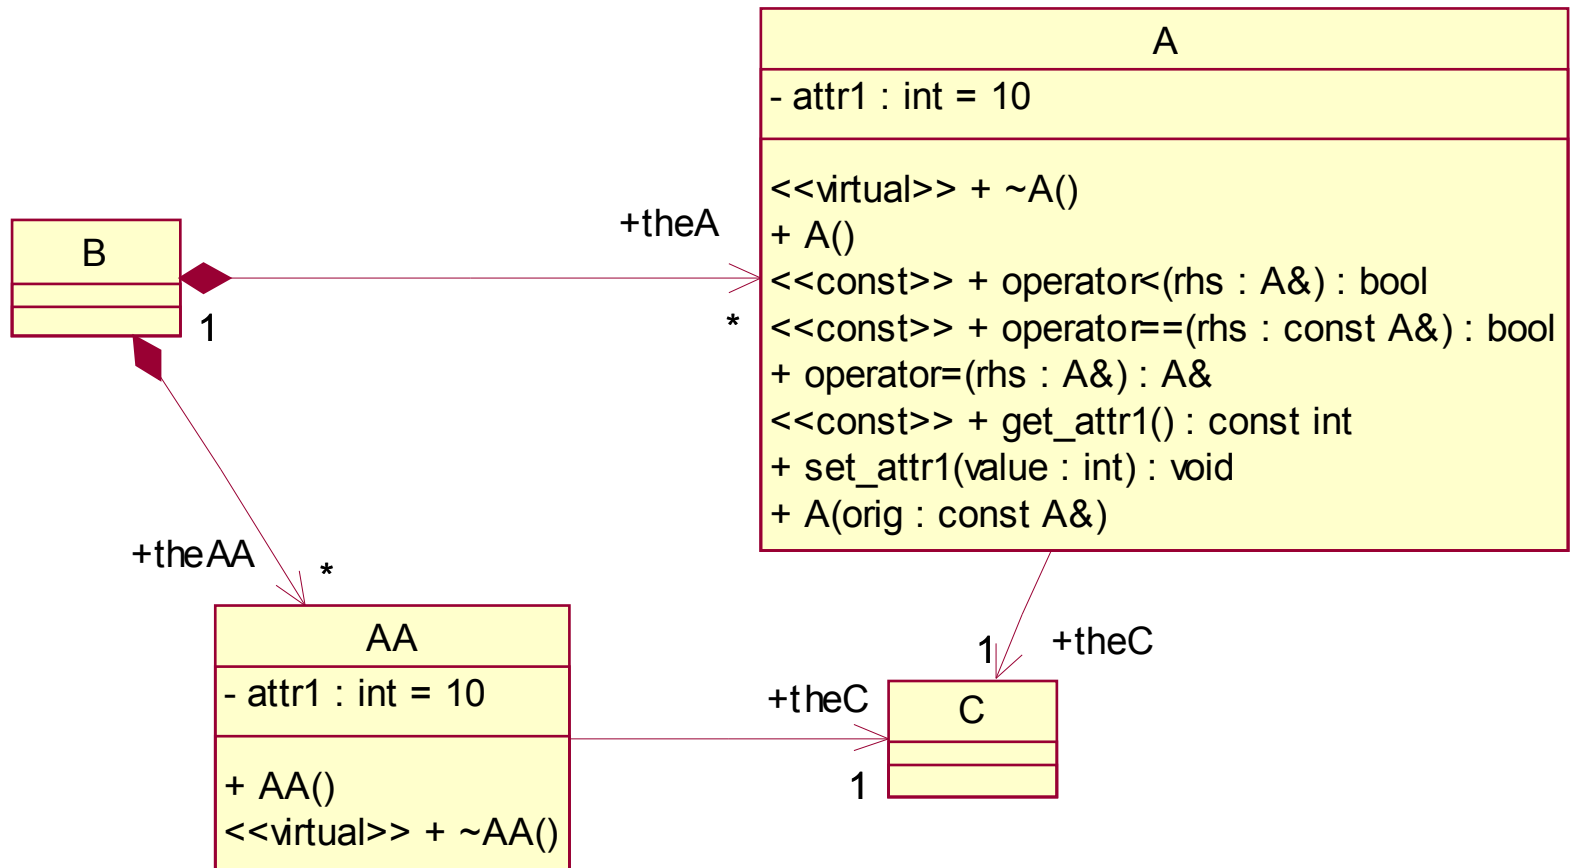 A
- attr1 : int = 10
<<virtual>> + ~A()
+ A()
<<const>> + operator<(rhs : A&) : bool
<<const>> + operator==(rhs : const A&) : bool
+ operator=(rhs : A&) : A&
<<const>> + get_attr1() : const int
+ set_attr1(value : int) : void
+ A(orig : const A&)
B
+theA
1
*
+theAA
*
AA
- attr1 : int = 10
+ AA()
<<virtual>> + ~AA()
1
+theC
+theC
1
C